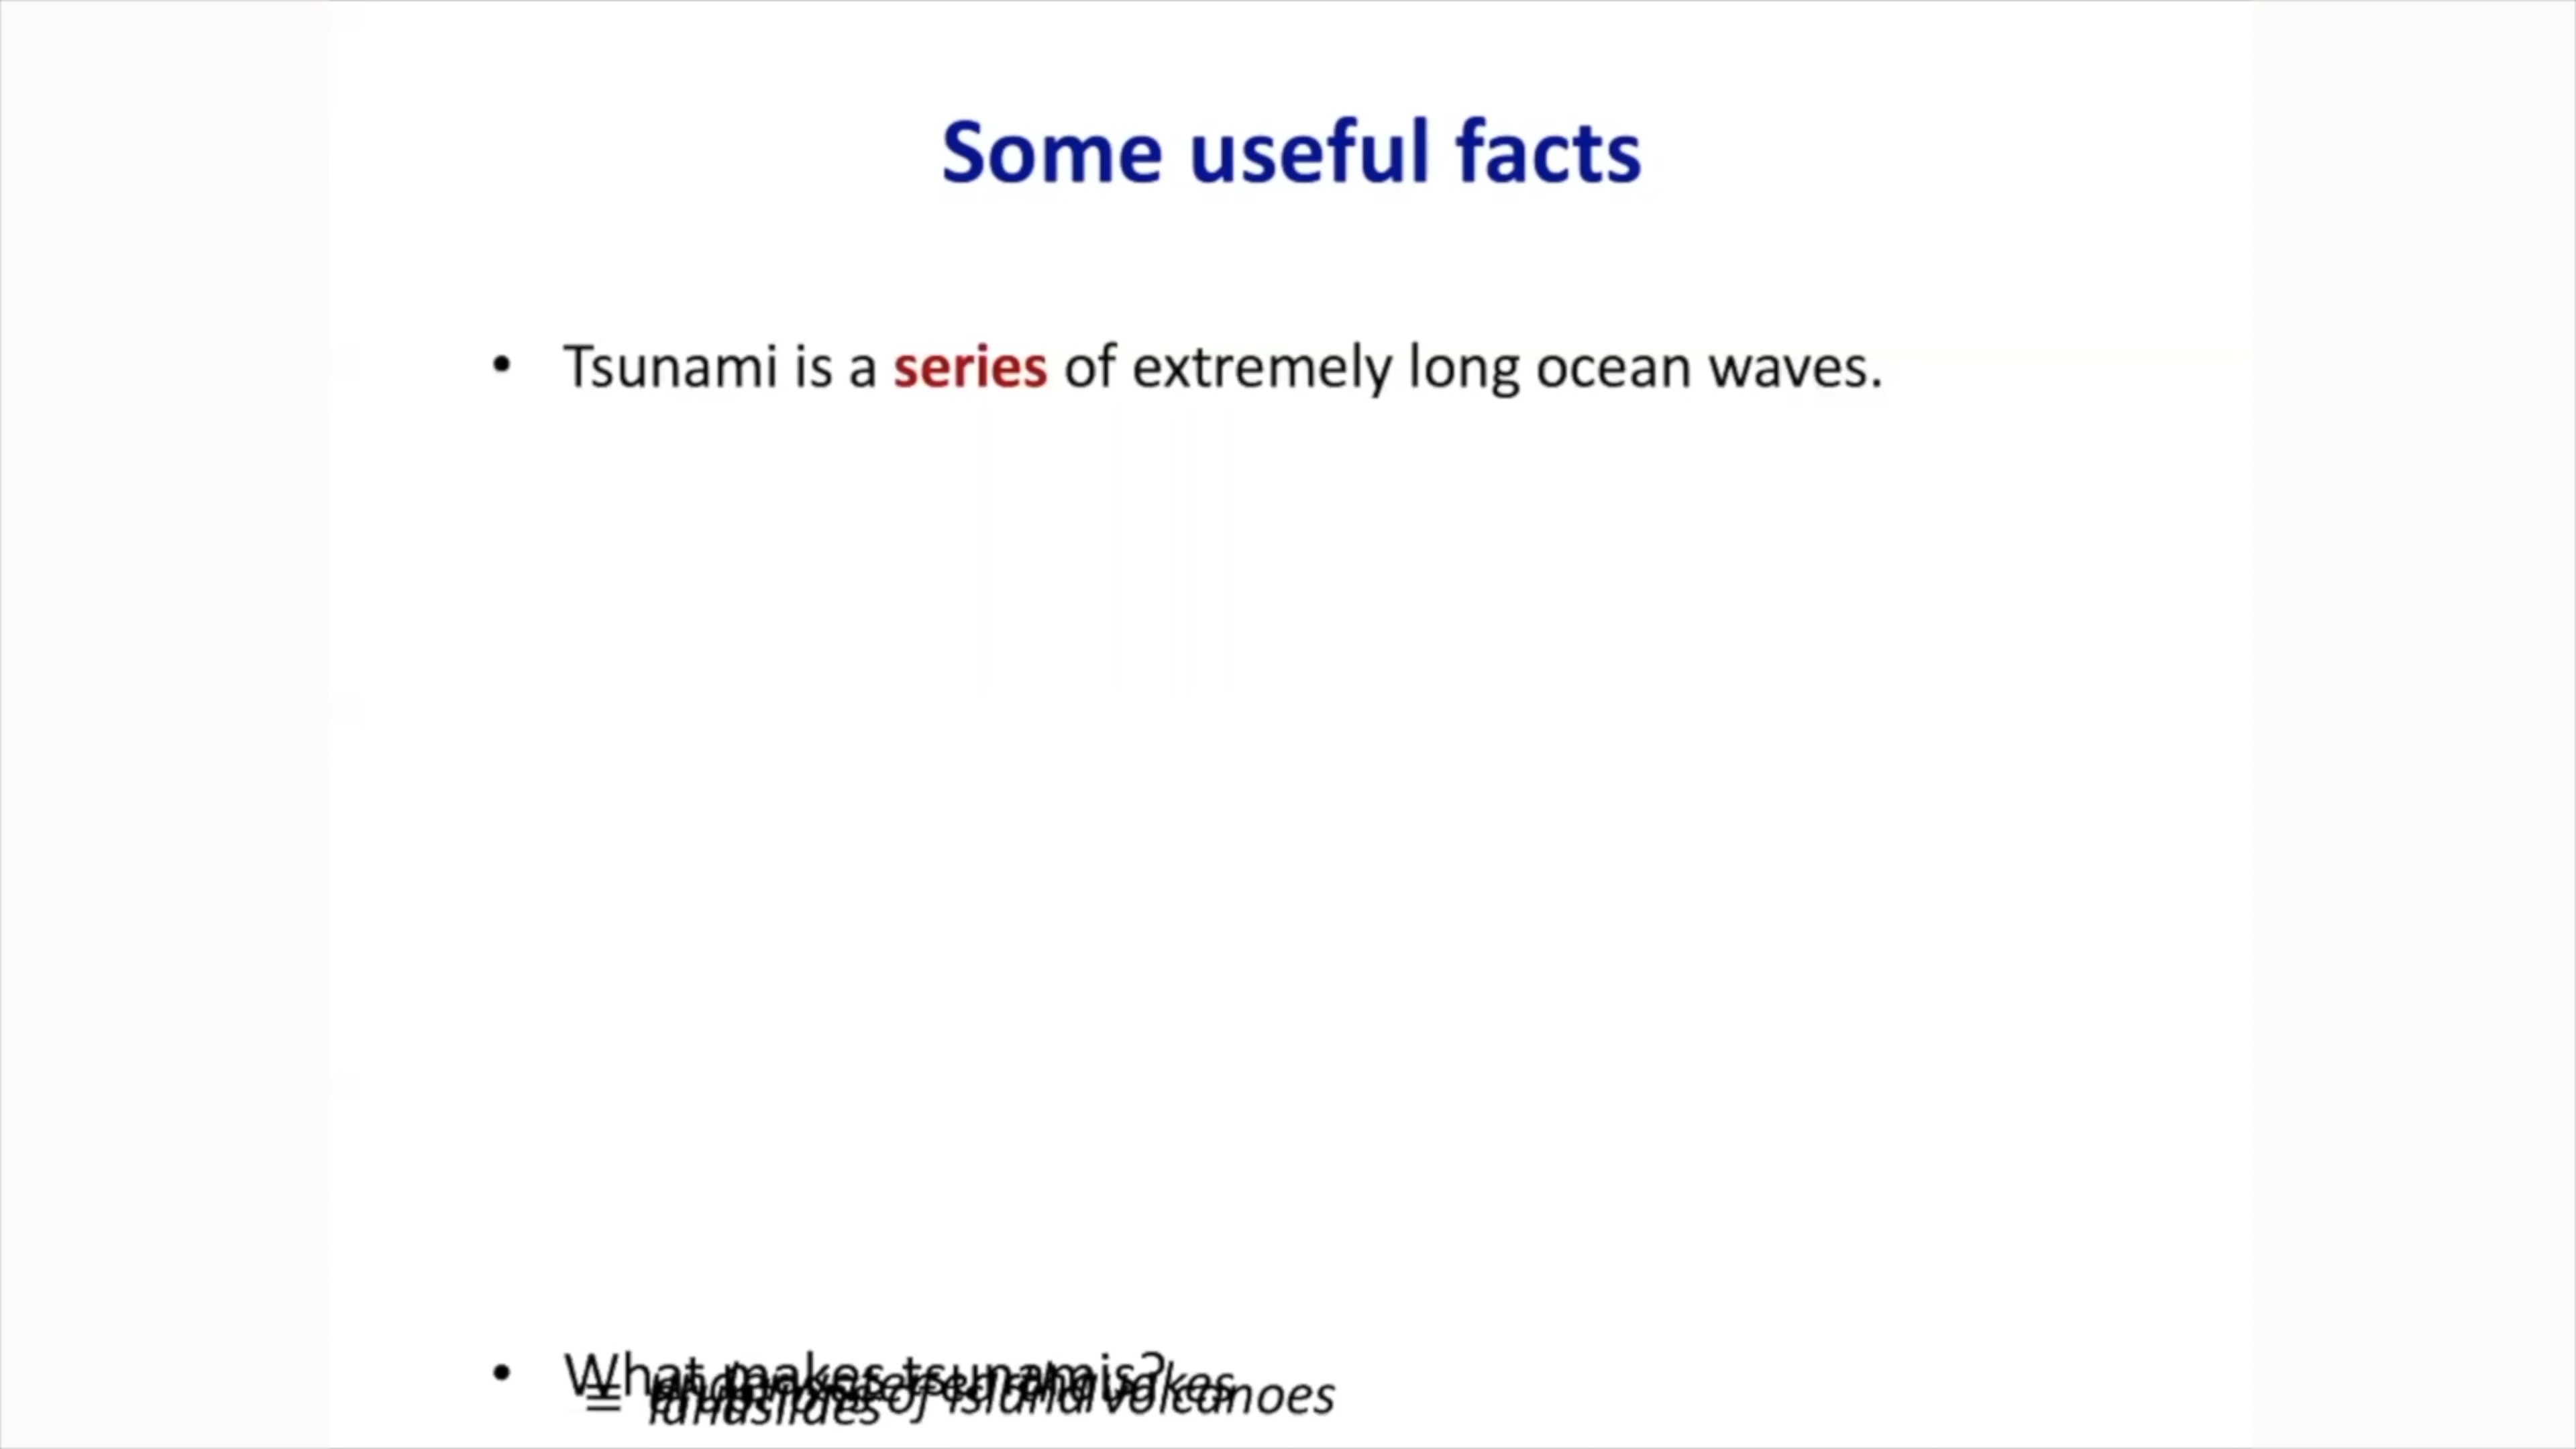 Some useful facts
• Tsunami is a series of extremely long ocean waves.
• What makes tsunamis?
of island volcanoes
landslides